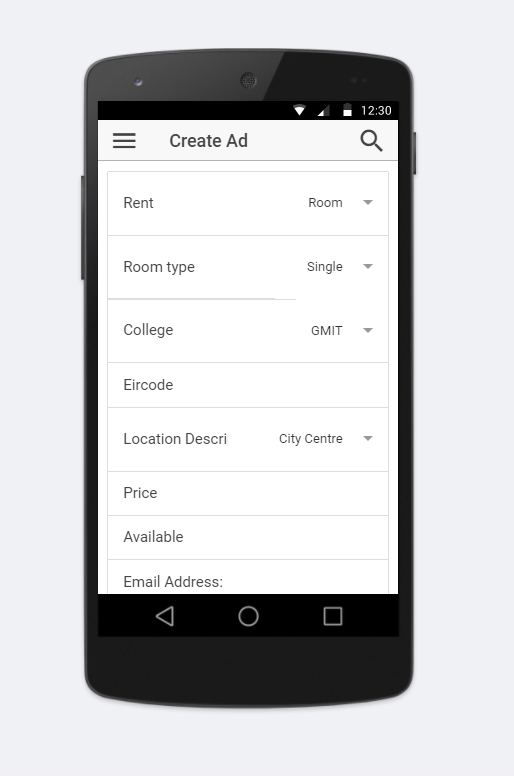 12:30
Create Ad
Rent Room
Room type Single
College GMIT
Eircode
Location Descri City Centre
Price
Available
Email Address: